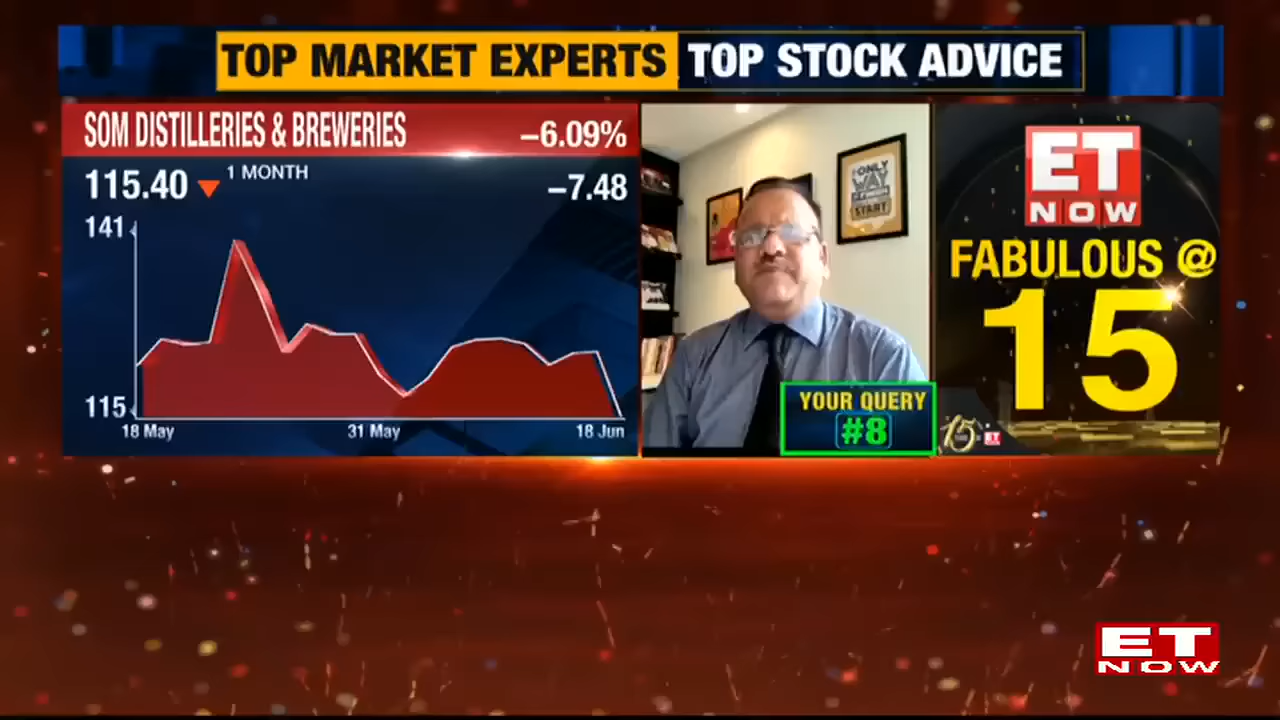 TOP MARKET EXPERTS TOP STOCK ADVICE
SOM DISTILLERIES & BREWERIES -6.09%
115.40 1 MONTH -7.48
141
115
18 May 31 May 18 Jun
ONLY
WAY
START
YOUR QUERY
#8
ET
NOW
FABULOUS @
15
15
ET
ET
NOW